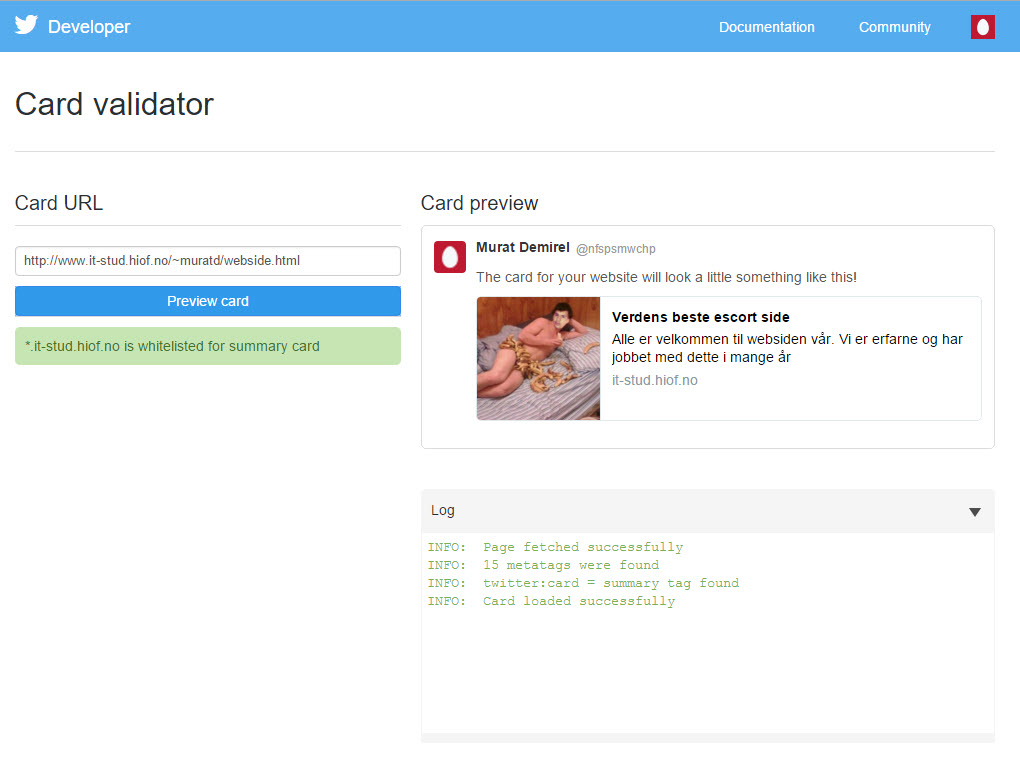 Developer
Documentation
Community
Card validator
Card URL
http://www.it-stud.hiof.no/~muratd/webside.html
Preview card
*.it-stud.hiof.no is whitelisted for summary card
Card preview
Murat Demirel @nfspsmwchp
The card for your website will look a little something like this!
Verdens beste escort side
Alle er velkommen til websiden vår. Vi er erfarne og har
jobbet med dette i mange år
it-stud.hiof.no
Log
INFO: Page fetched successfully
INFO: 15 metatags were found
INFO: twitter:card = summary tag found
INFO: Card loaded successfully